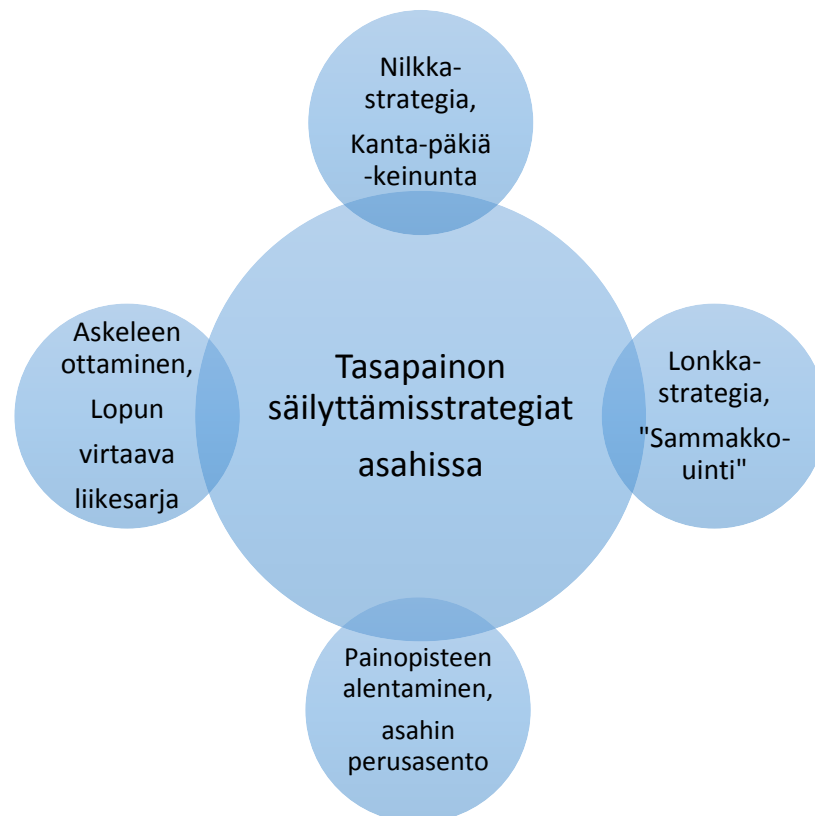 Nilkka-
strategia,
Kanta-päkiä
-keinunta
Askeleen
ottaminen,
Lopun
virtaava
liikesarja
Tasapainon
säilyttämisstrategiat
asahissa
Lonkka-
strategia,
"Sammakko-
uinti"
Painopisteen
alentaminen,
asahin
perusasento